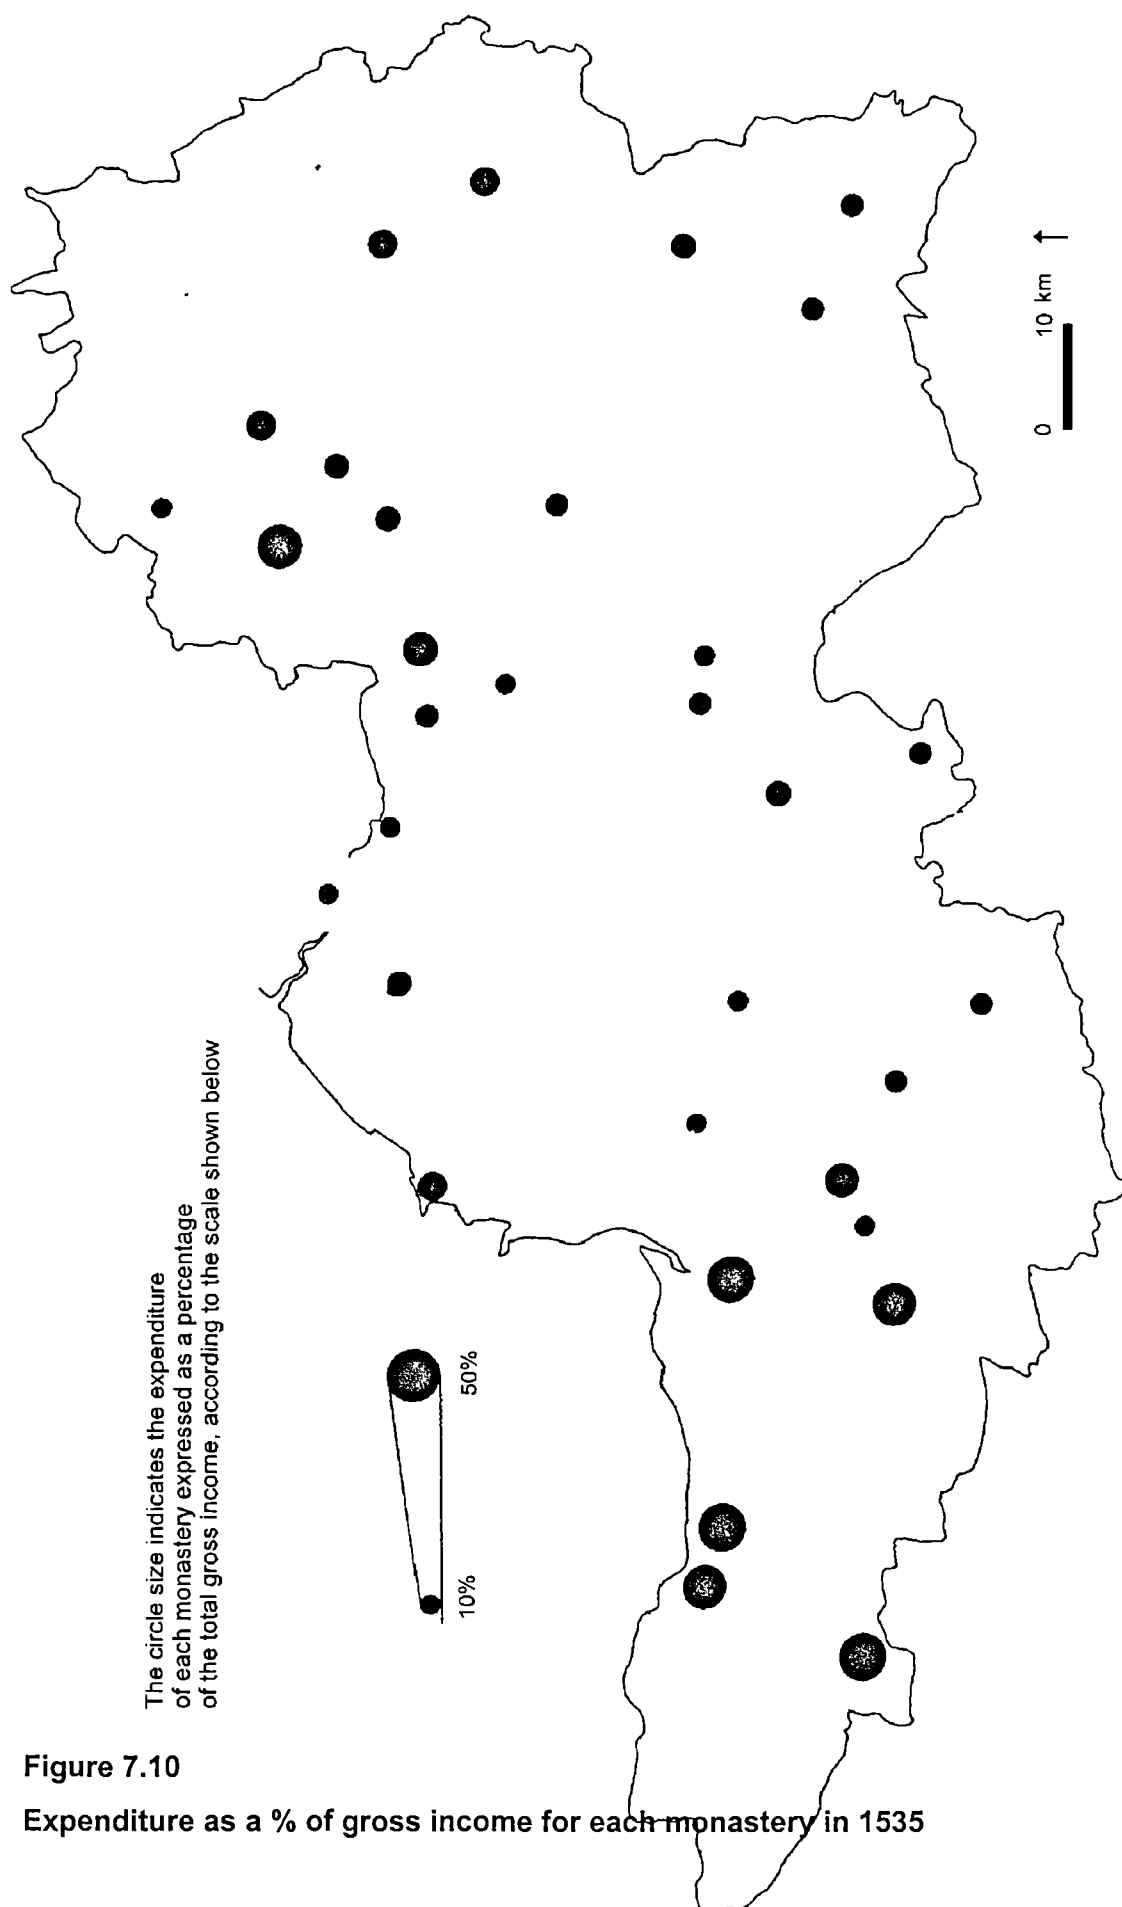 The circle size indicates the expenditure
of each monastery expressed as a percentage
of the total gross income, according to the scale shown below
10%
50%
0
10 km
Figure 7.10
Expenditure as a % of gross income for each monastery in 1535